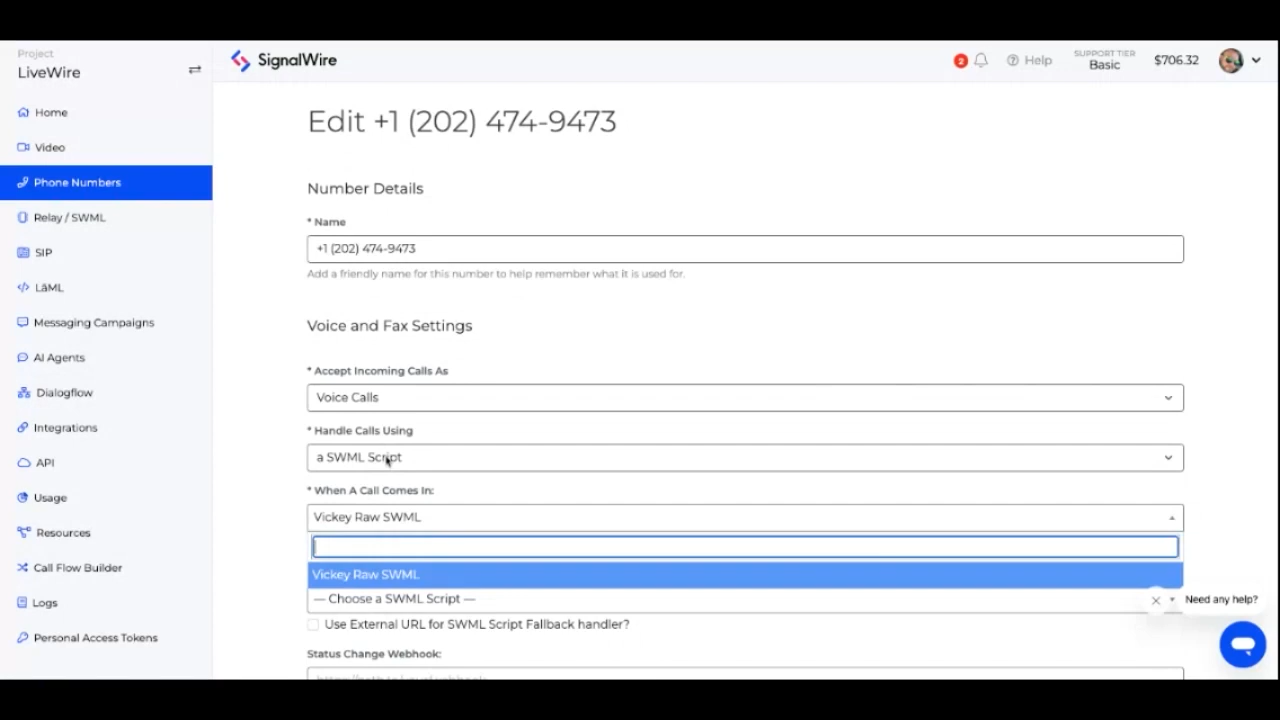 Project
LiveWire
Home
Video
Phone Numbers
Relay / SWML
SIP
LāML
Messaging Campaigns
AI Agents
Dialogflow
Integrations
API
Usage
Resources
Call Flow Builder
Logs
Personal Access Tokens
SignalWire
2
Help
SUPPORT TIER
Basic
$706.32
Edit +1 (202) 474-9473
Number Details
* Name
+1 (202) 474-9473
Add a friendly name for this number to help remember what it is used for.
Voice and Fax Settings
* Accept Incoming Calls As
Voice Calls
* Handle Calls Using
a SWML Script
* When A Call Comes In:
Vickey Raw SWML
Vickey Raw SWML
— Choose a SWML Script —
Need any help?
Use External URL for SWML Script Fallback handler?
Status Change Webhook: